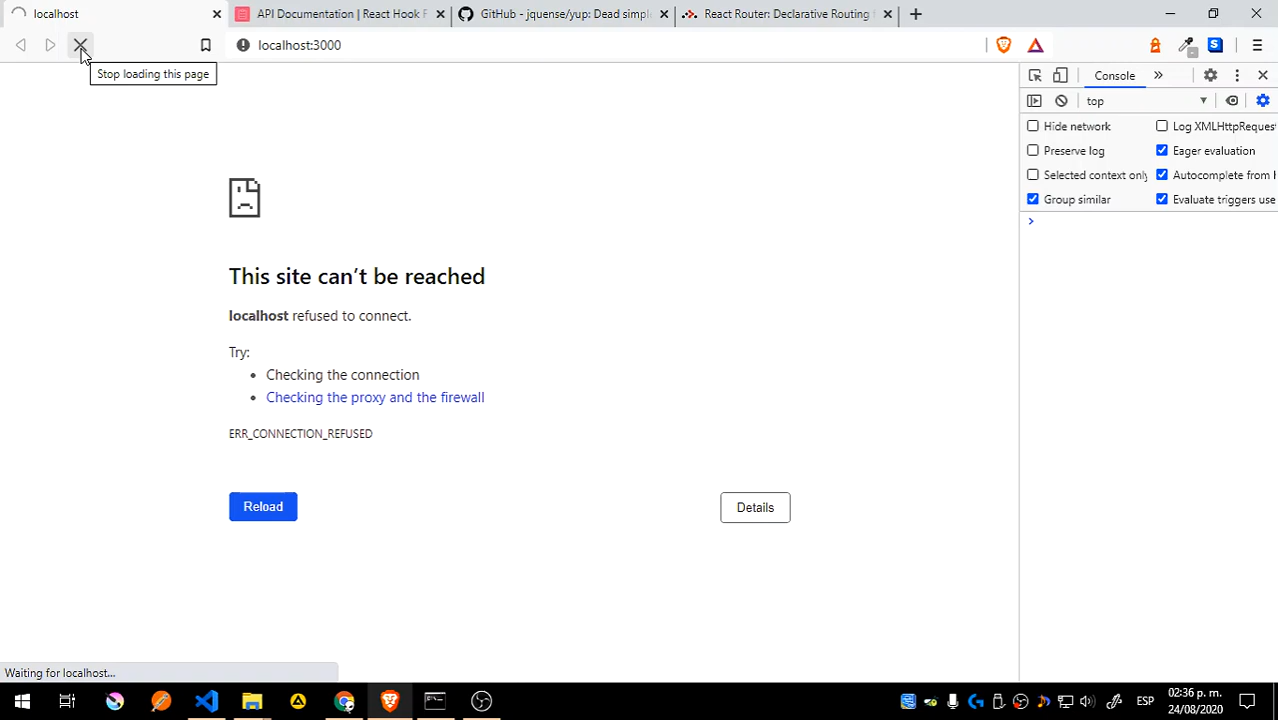 localhost
API Documentation | React Hook F
GitHub - jquense/yup: Dead simple
React Router: Declarative Routing f
localhost:3000
Stop loading this page
Console
top
Hide network
Log XMLHttpRequest
Preserve log
Eager evaluation
Selected context only
Autocomplete from h
Group similar
Evaluate triggers use
This site can't be reached
localhost refused to connect.
Try:
• Checking the connection
• Checking the proxy and the firewall
ERR_CONNECTION_REFUSED
Reload
Details
Waiting for localhost...
ESP
02:36 p. m.
24/08/2020